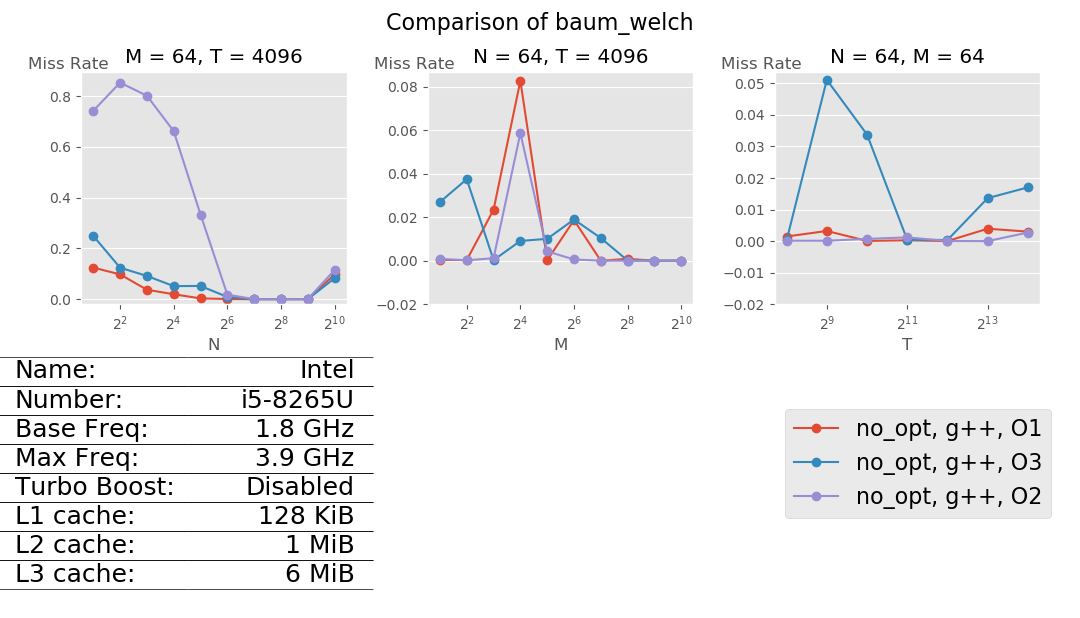 Comparison of baum_welch
Miss Rate M = 64, T = 4096
0.8
0.6
0.4
0.2
0.0
2^2 2^4 2^6 2^8 2^10
N
Miss Rate N = 64, T = 4096
0.08
0.06
0.04
0.02
0.00
−0.02
2^2 2^4 2^6 2^8 2^10
M
Miss Rate N = 64, M = 64
0.05
0.04
0.03
0.02
0.01
0.00
−0.01
−0.02
2^9 2^11 2^13
T
Name: Intel
Number: i5-8265U
Base Freq: 1.8 GHz
Max Freq: 3.9 GHz
Turbo Boost: Disabled
L1 cache: 128 KiB
L2 cache: 1 MiB
L3 cache: 6 MiB
no_opt, g++, O1
no_opt, g++, O3
no_opt, g++, O2